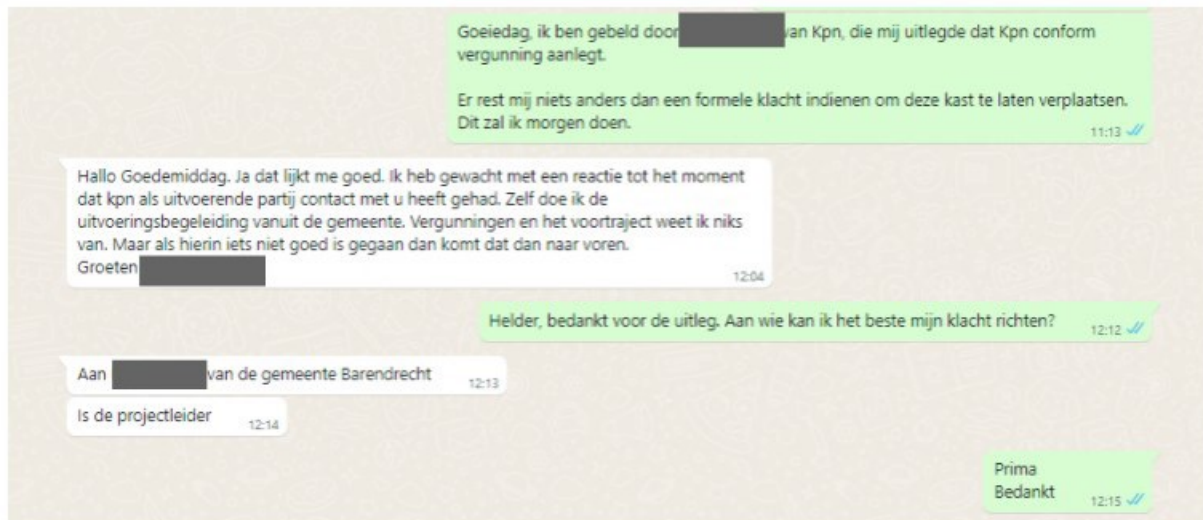 Goeiedag, ik ben gebeld door van Kpn, die mij uitlegde dat Kpn conform
vergunning aanlegt.
Er rest mij niets anders dan een formele klacht indienen om deze kast te laten verplaatsen.
Dit zal ik morgen doen.
11:13
Hallo Goedemiddag. Ja dat lijkt me goed. Ik heb gewacht met een reactie tot het moment
dat kpn als uitvoerende partij contact met u heeft gehad. Zelf doe ik de
uitvoeringsbegeleiding vanuit de gemeente. Vergunningen en het voortraject weet ik niks
van. Maar als hierin iets niet goed is gegaan dan komt dat dan naar voren.
Groeten
12:04
Helder, bedankt voor de uitleg. Aan wie kan ik het beste mijn klacht richten?
12:12
Aan van de gemeente Barendrecht
12:13
Is de projectleider
12:14
Prima
Bedankt
12:15